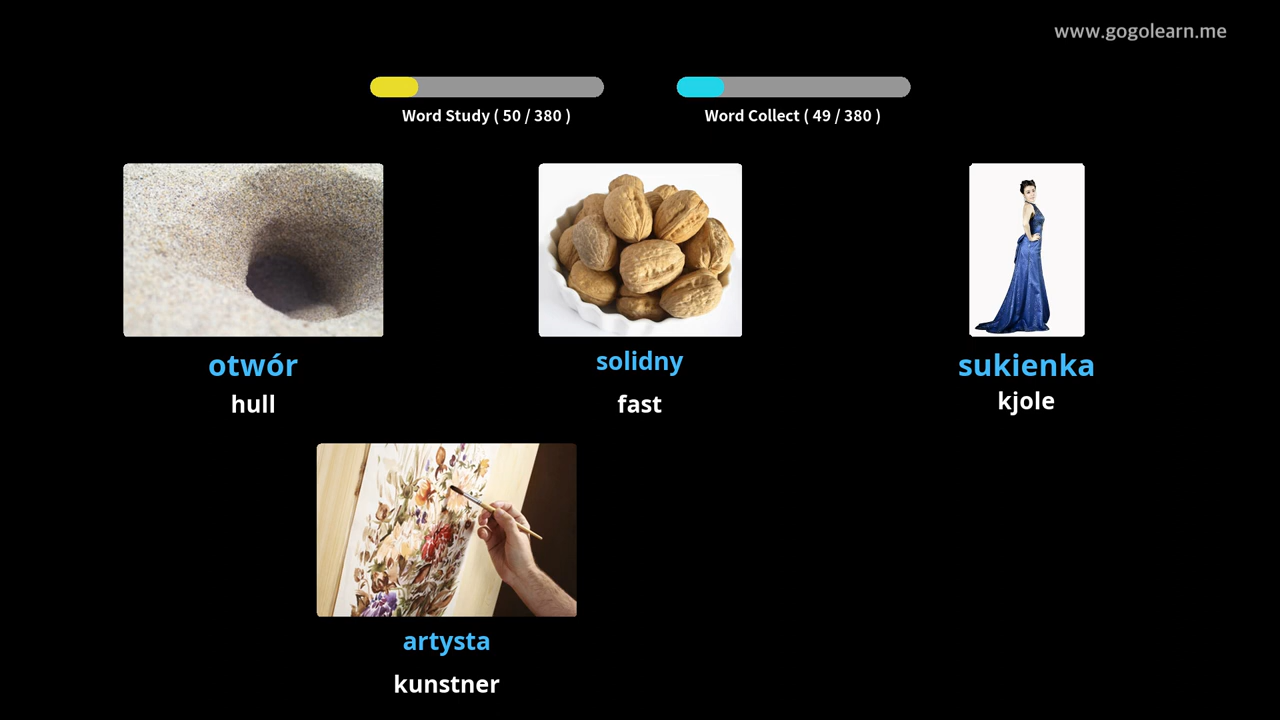 www.gogolearn.me
Word Study ( 50 / 380 )
Word Collect ( 49 / 380 )
otwór
hull
solidny
fast
sukienka
kjole
artysta
kunstner